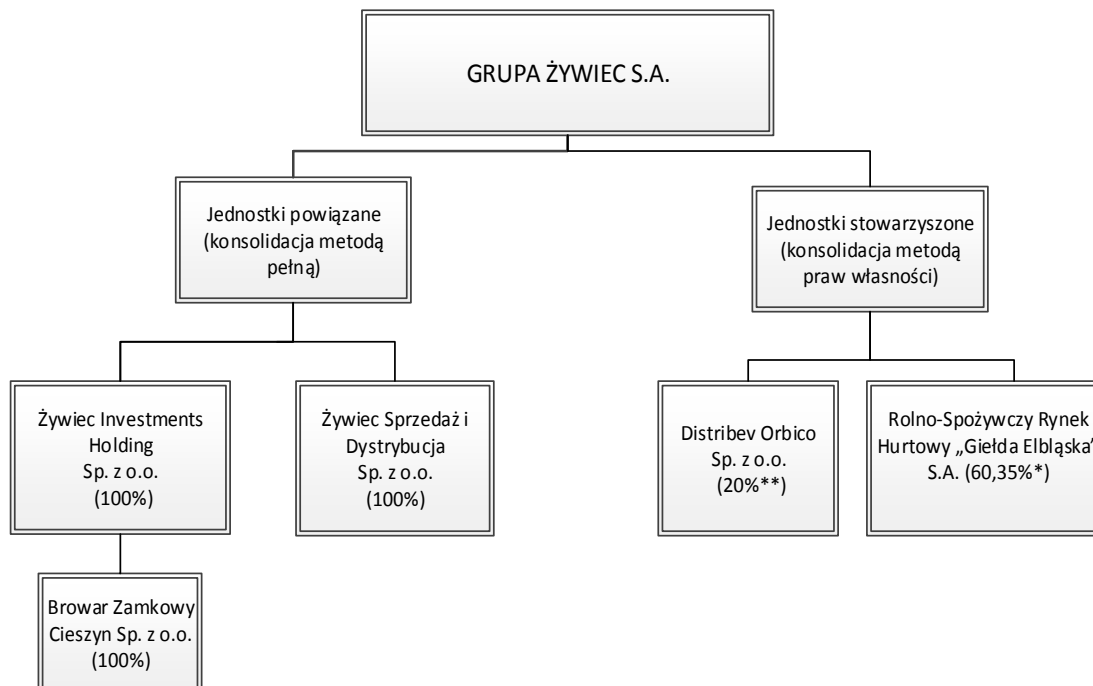 GRUPA ŻYWIEC S.A.
Jednostki powiązane
(konsolidacja metodą
pełną)
Jednostki stowarzyszone
(konsolidacja metodą
praw własności)
Żywiec Investments
Holding
Sp. z o.o.
(100%)
Żywiec Sprzedaż i
Dystrybucja
Sp. z o.o.
(100%)
Distribev Orbico
Sp. z o.o.
(20%**)
Rolno-Spożywczy Rynek
Hurtowy „Giełda Elbląska”
S.A. (60,35%*)
Browar Zamkowy
Cieszyn Sp. z o.o.
(100%)